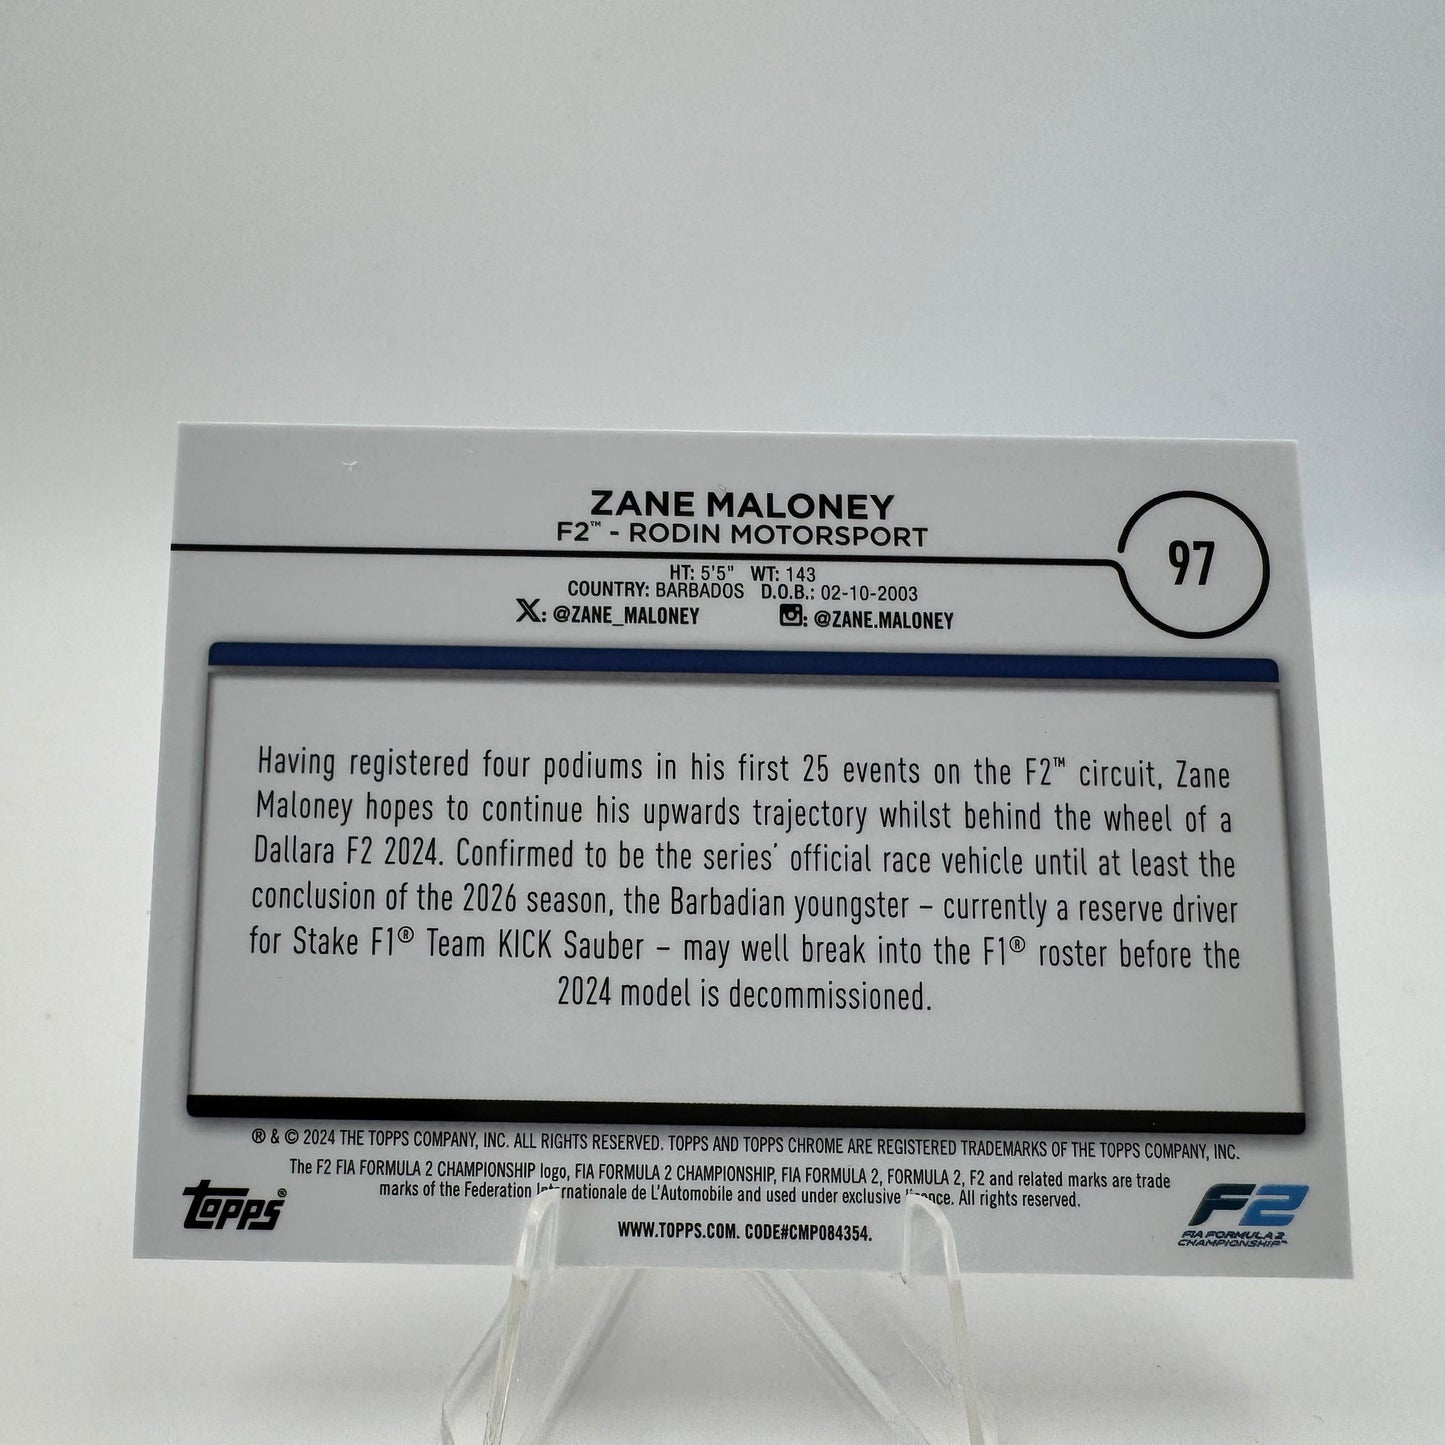 ZANE MALONEY
F2™ - RODIN MOTORSPORT
97
HT: 5'5" WT: 143
COUNTRY: BARBADOS D.O.B.: 02-10-2003
X: @ZANE_MALONEY : @ZANE.MALONEY
Having registered four podiums in his first 25 events on the F2™ circuit, Zane
Maloney hopes to continue his upwards trajectory whilst behind the wheel of a
Dallara F2 2024. Confirmed to be the series' official race vehicle until at least the
conclusion of the 2026 season, the Barbadian youngster – currently a reserve driver
for Stake F1® Team KICK Sauber – may well break into the F1® roster before the
2024 model is decommissioned.
® & © 2024 THE TOPPS COMPANY, INC. ALL RIGHTS RESERVED. TOPPS AND TOPPS CHROME ARE REGISTERED TRADEMARKS OF THE TOPPS COMPANY, INC.
The F2 FIA FORMULA 2 CHAMPIONSHIP logo, FIA FORMULA 2 CHAMPIONSHIP, FIA FORMULA 2, FORMULA 2, F2 and related marks are trade
marks of the Federation Internationale de L'Automobile and used under exclusive licence. All rights reserved.
WWW.TOPPS.COM. CODE#CMP084354.
topps®
F2
FIA FORMULA 2
CHAMPIONSHIP™